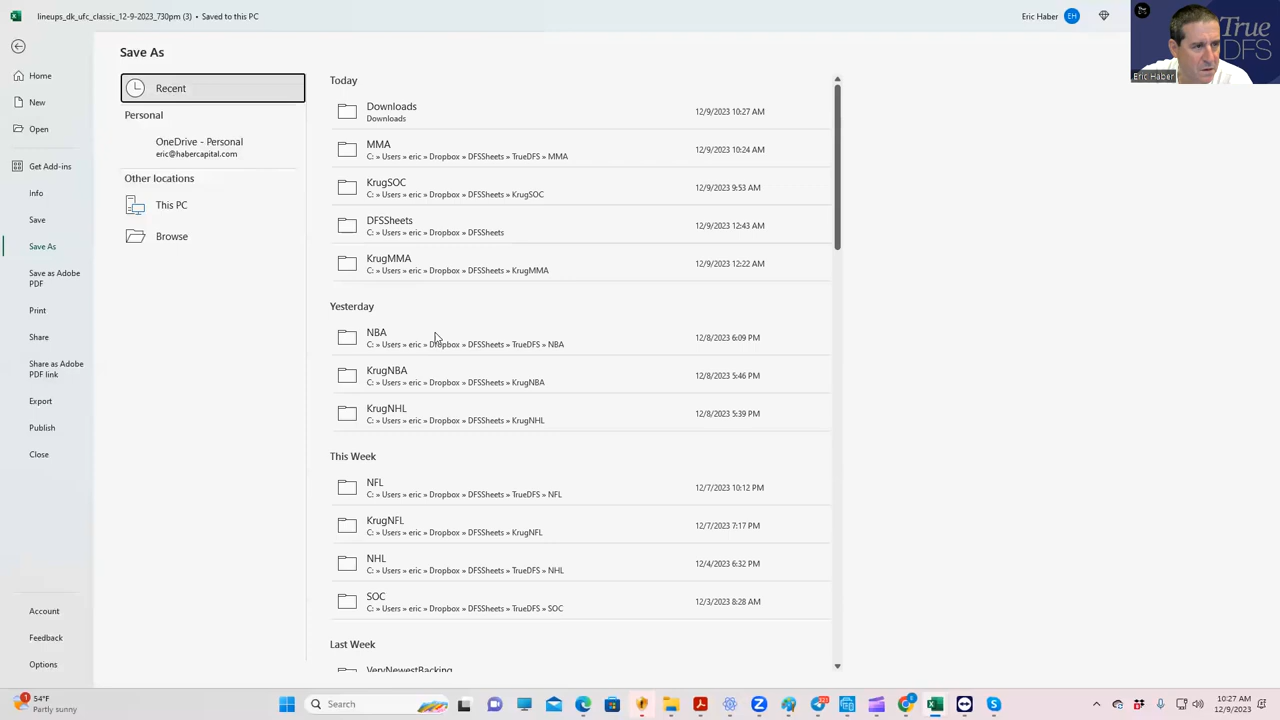 lineups_dk_ufc_classic_12-9-2023_730pm (3) • Saved to this PC
Eric Haber EH
True
DFS
Eric Haber
Save As
Home
New
Open
Get Add-ins
Info
Save
Save As
Save as Adobe
PDF
Print
Share
Share as Adobe
PDF link
Export
Publish
Close
Account
Feedback
Options
Recent
Personal
OneDrive - Personal
eric@habercapital.com
Other locations
This PC
Browse
Today
Downloads 12/9/2023 10:27 AM
Downloads
MMA 12/9/2023 10:24 AM
C: » Users » eric » Dropbox » DFSSheets » TrueDFS » MMA
KrugSOC 12/9/2023 9:53 AM
C: » Users » eric » Dropbox » DFSSheets » KrugSOC
DFSSheets 12/9/2023 12:43 AM
C: » Users » eric » Dropbox » DFSSheets
KrugMMA 12/9/2023 12:22 AM
C: » Users » eric » Dropbox » DFSSheets » KrugMMA
Yesterday
NBA 12/8/2023 6:09 PM
C: » Users » eric » Dropbox » DFSSheets » TrueDFS » NBA
KrugNBA 12/8/2023 5:46 PM
C: » Users » eric » Dropbox » DFSSheets » KrugNBA
KrugNHL 12/8/2023 5:39 PM
C: » Users » eric » Dropbox » DFSSheets » KrugNHL
This Week
NFL 12/7/2023 10:12 PM
C: » Users » eric » Dropbox » DFSSheets » TrueDFS » NFL
KrugNFL 12/7/2023 7:17 PM
C: » Users » eric » Dropbox » DFSSheets » KrugNFL
NHL 12/4/2023 6:32 PM
C: » Users » eric » Dropbox » DFSSheets » TrueDFS » NHL
SOC 12/3/2023 8:28 AM
C: » Users » eric » Dropbox » DFSSheets » TrueDFS » SOC
Last Week
VeryNewestBacking
1
54°F
Partly sunny
Search
10:27 AM
12/9/2023